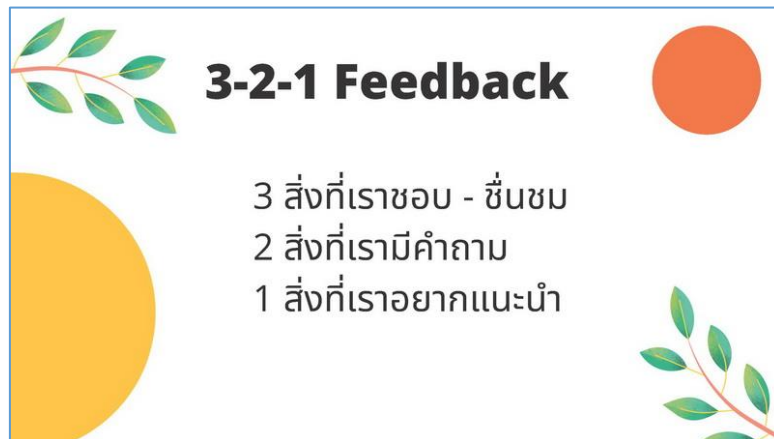 3-2-1 Feedback
3 สิ่งที่เราชอบ - ชื่นชม
2 สิ่งที่เรามีคำถาม
1 สิ่งที่เราอยากแนะนำ